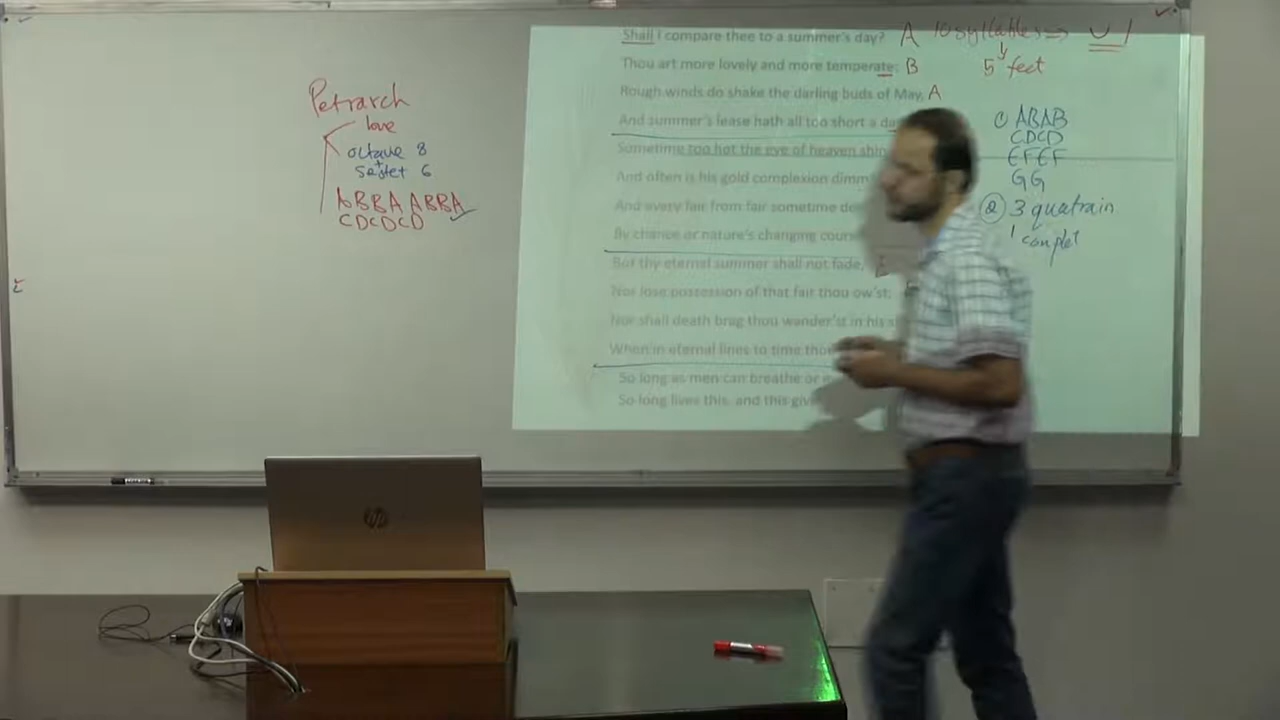 Petrarch
love
octave 8
+
sestet 6
ABBA ABBA
CDCDCD
Shall I compare thee to a summer's day? A
Thou art more lovely and more temperate: B
Rough winds do shake the darling buds of May, A
And summer's lease hath all too short a
Sometime too hot the eye of heaven
And often is his gold complexion
And every fair from fair sometime
By chance or nature's changing
But thy eternal summer shall not fade,
Nor lose possession of that fair thou ow'st;
Nor shall death brag thou wander'st in his
When in eternal lines to time
So long as men can breathe or
So long lives this, and this
10 syllables => U /
5 feet
① ABAB
CDCD
EFEF
GG
② 3 quatrain
1 couplet
hp